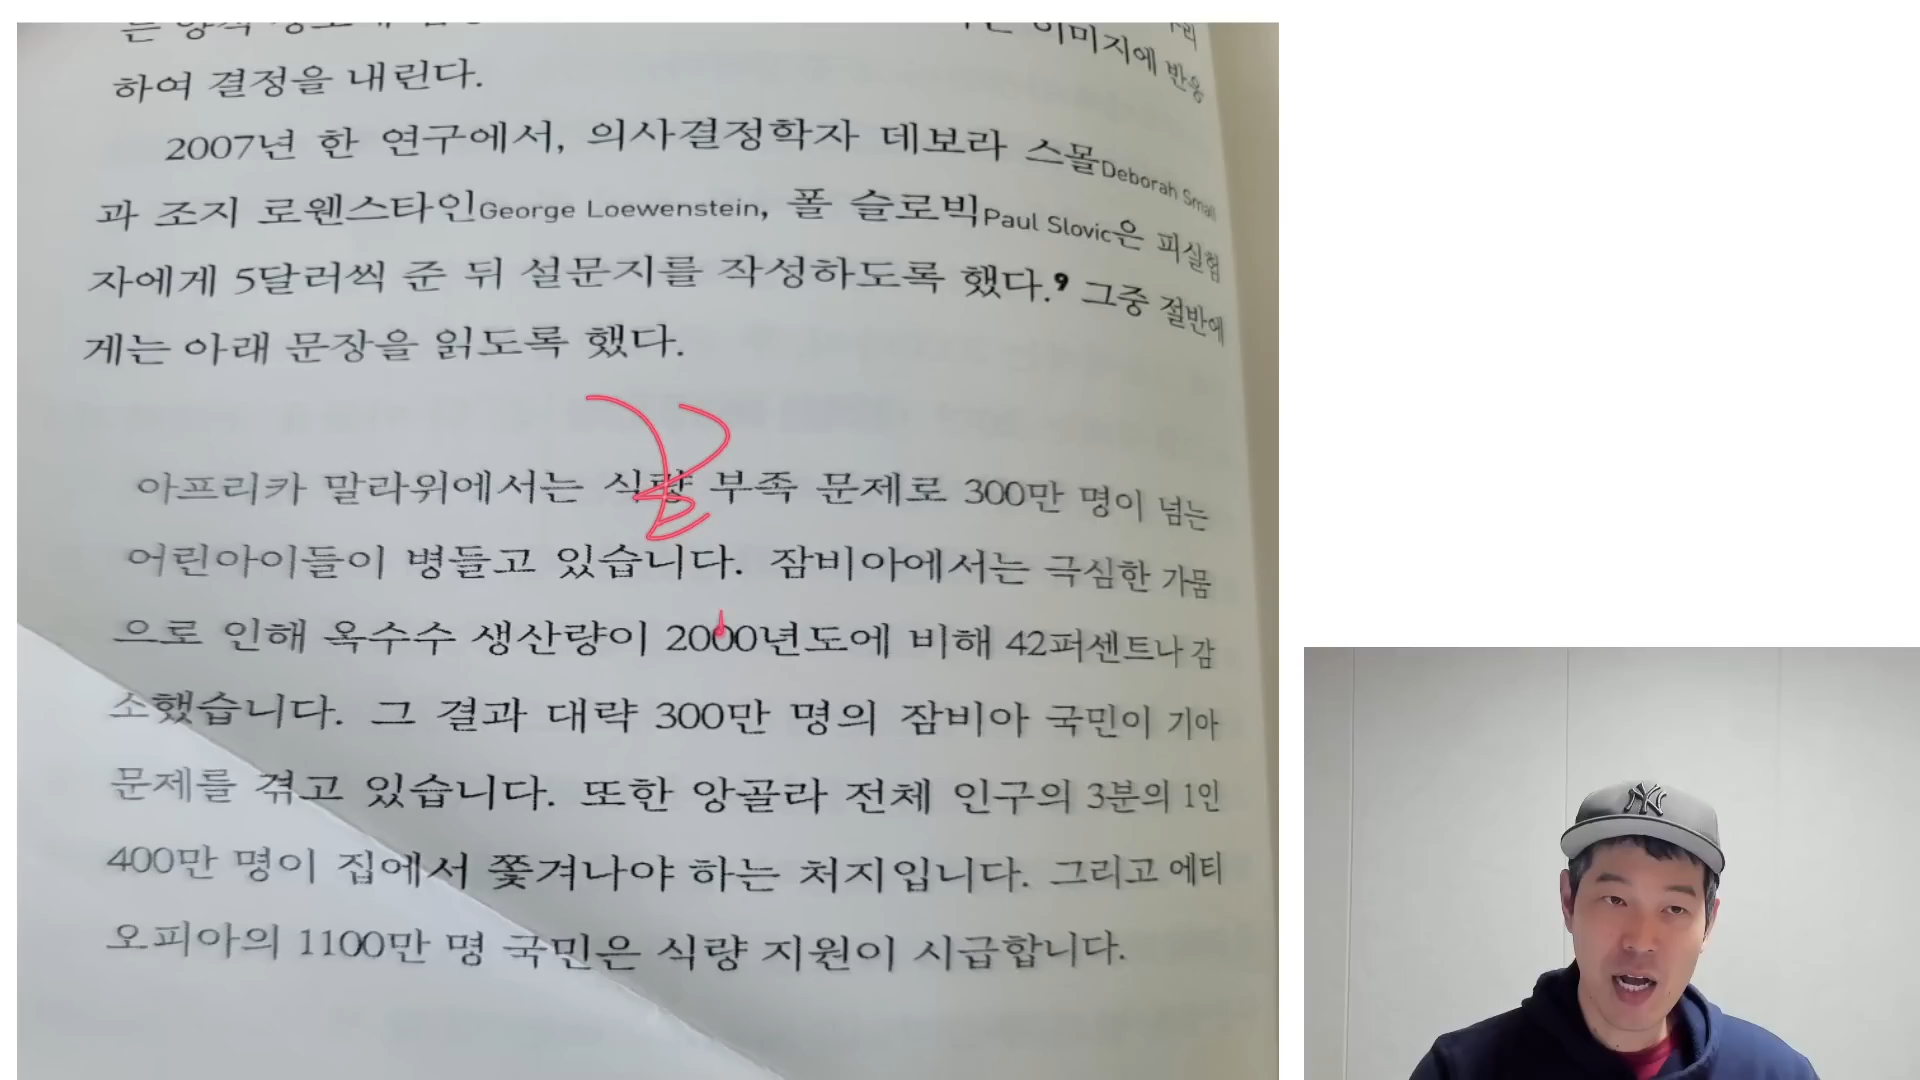 이미지에 반응
하여 결정을 내린다.
2007년 한 연구에서, 의사결정학자 데보라 스몰Deborah Small
과 조지 로웬스타인George Loewenstein, 폴 슬로빅Paul Slovic은 피실험
자에게 5달러씩 준 뒤 설문지를 작성하도록 했다.9 그중 절반에
게는 아래 문장을 읽도록 했다.
아프리카 말라위에서는 식량 부족 문제로 300만 명이 넘는
어린아이들이 병들고 있습니다. 잠비아에서는 극심한 가뭄
으로 인해 옥수수 생산량이 2000년도에 비해 42퍼센트나 감
소했습니다. 그 결과 대략 300만 명의 잠비아 국민이 기아
문제를 겪고 있습니다. 또한 앙골라 전체 인구의 3분의 1인
400만 명이 집에서 쫓겨나야 하는 처지입니다. 그리고 에티
오피아의 1100만 명 국민은 식량 지원이 시급합니다.
NY